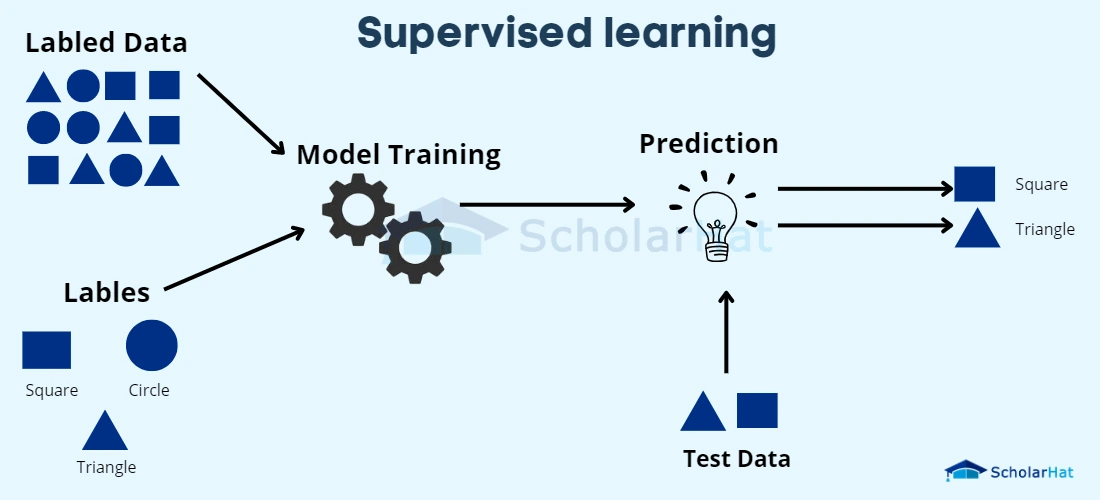 Supervised learning
Labled Data
Model Training
Prediction
Square
Triangle
ScholarHat
Lables
Square
Circle
Triangle
Test Data
ScholarHat